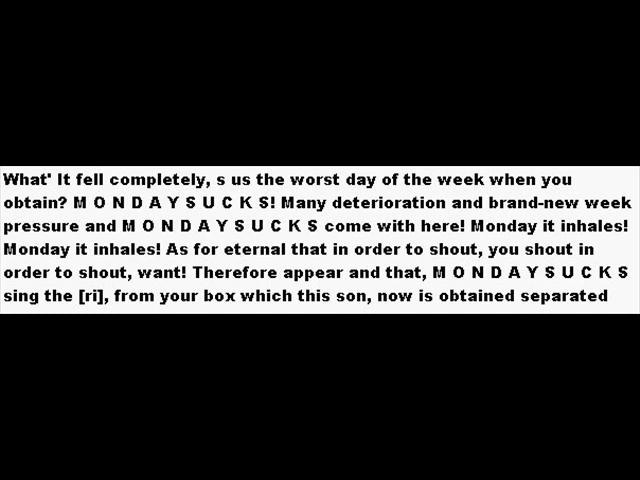 What' It fell completely, s us the worst day of the week when you
obtain? M O N D A Y S U C K S! Many deterioration and brand-new week
pressure and M O N D A Y S U C K S come with here! Monday it inhales!
Monday it inhales! As for eternal that in order to shout, you shout in
order to shout, want! Therefore appear and that, M O N D A Y S U C K S
sing the [ri], from your box which this son, now is obtained separated